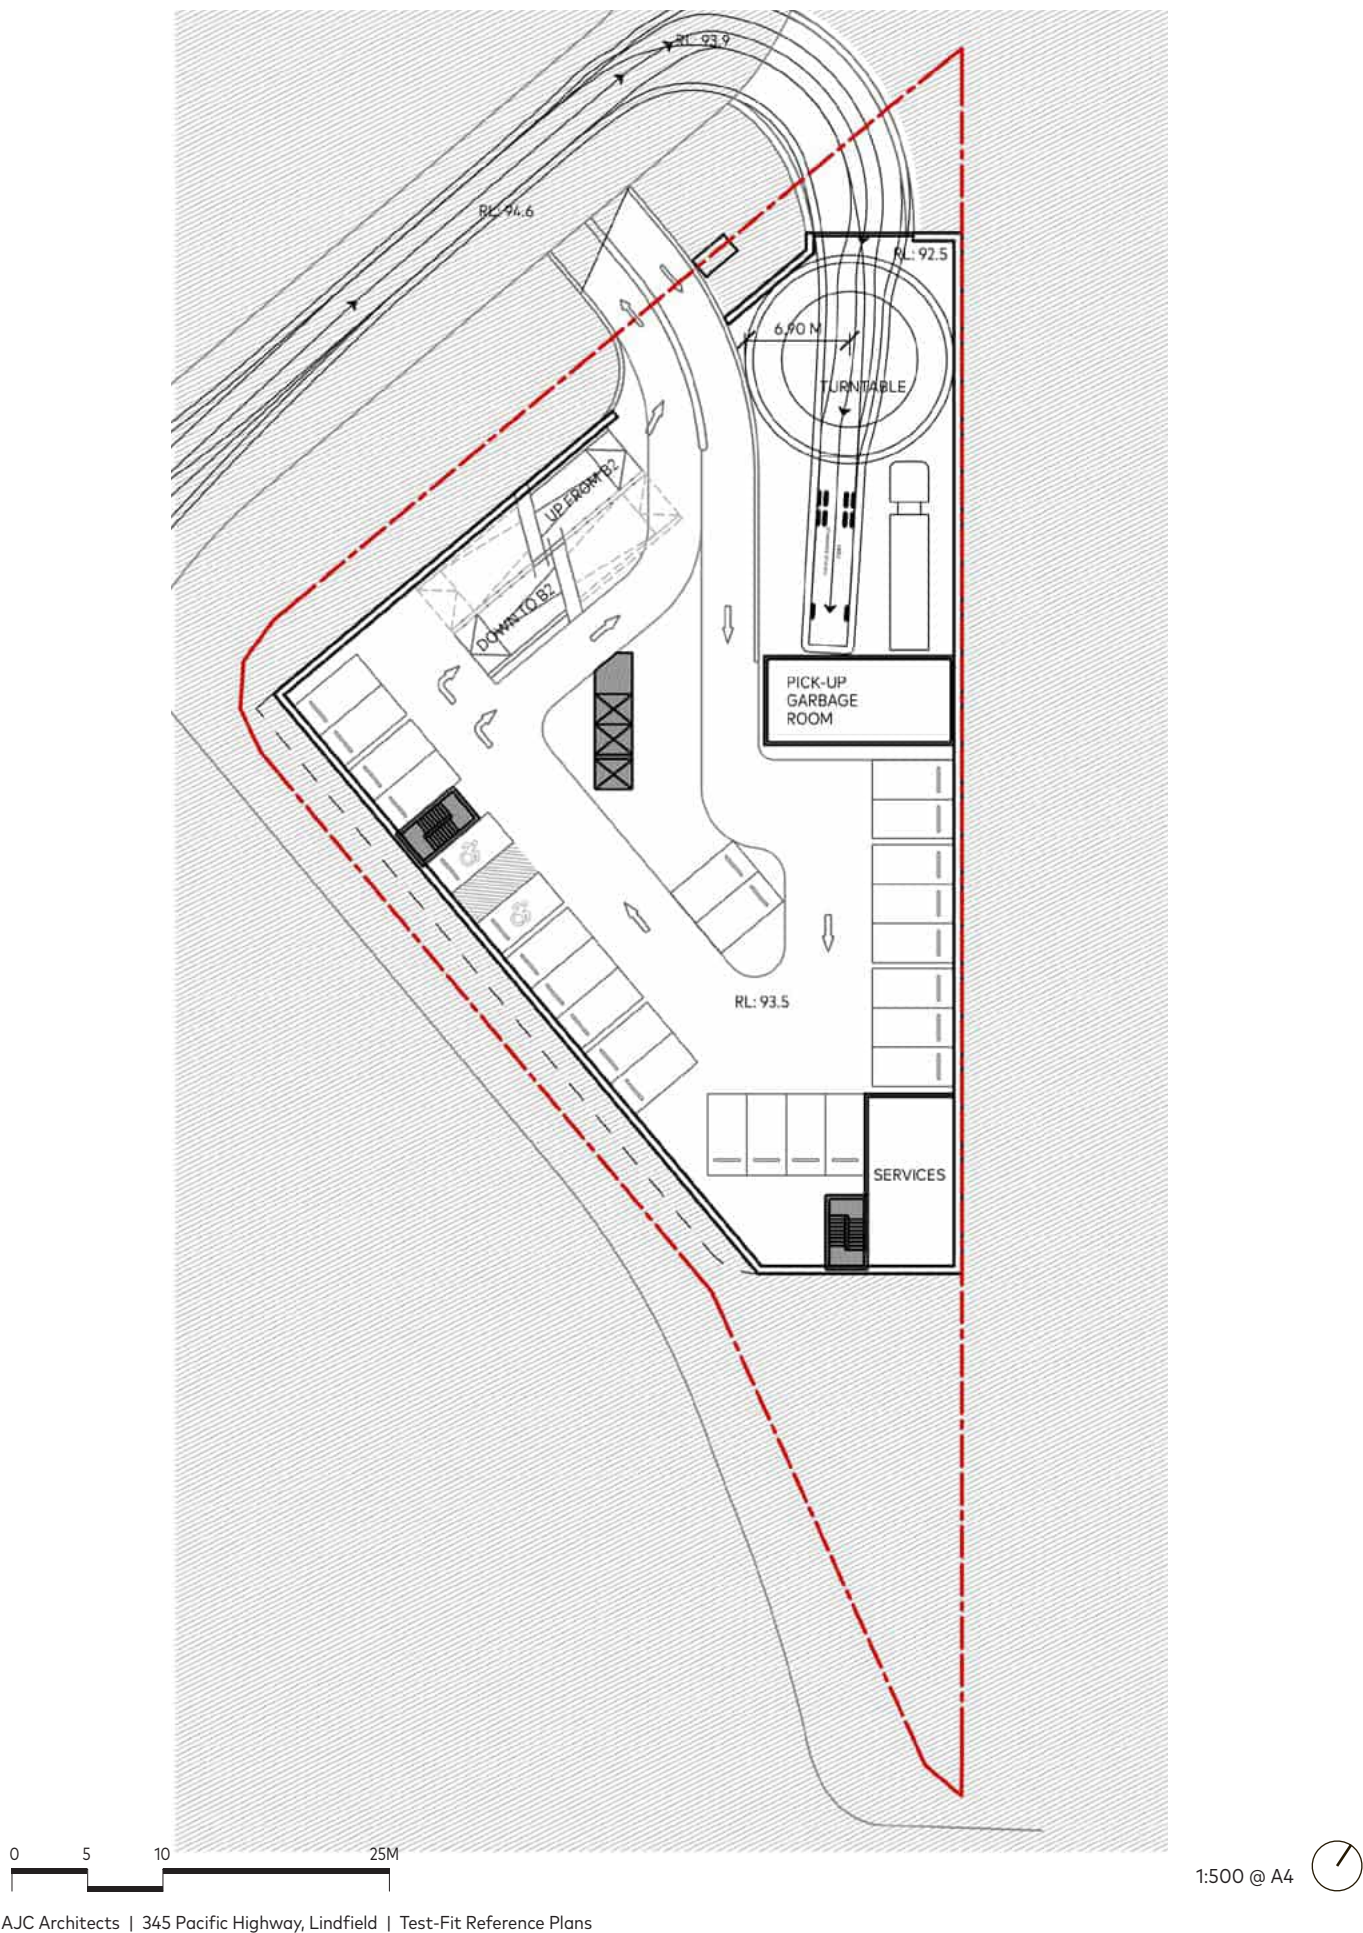 RL: 93.9
RL: 94.6
RL: 92.5
6.90 M
TURNTABLE
UP FROM B2
DOWN TO B2
PICK-UP
GARBAGE
ROOM
RL: 93.5
SERVICES
0 5 10 25M
1:500 @ A4
AJC Architects | 345 Pacific Highway, Lindfield | Test-Fit Reference Plans